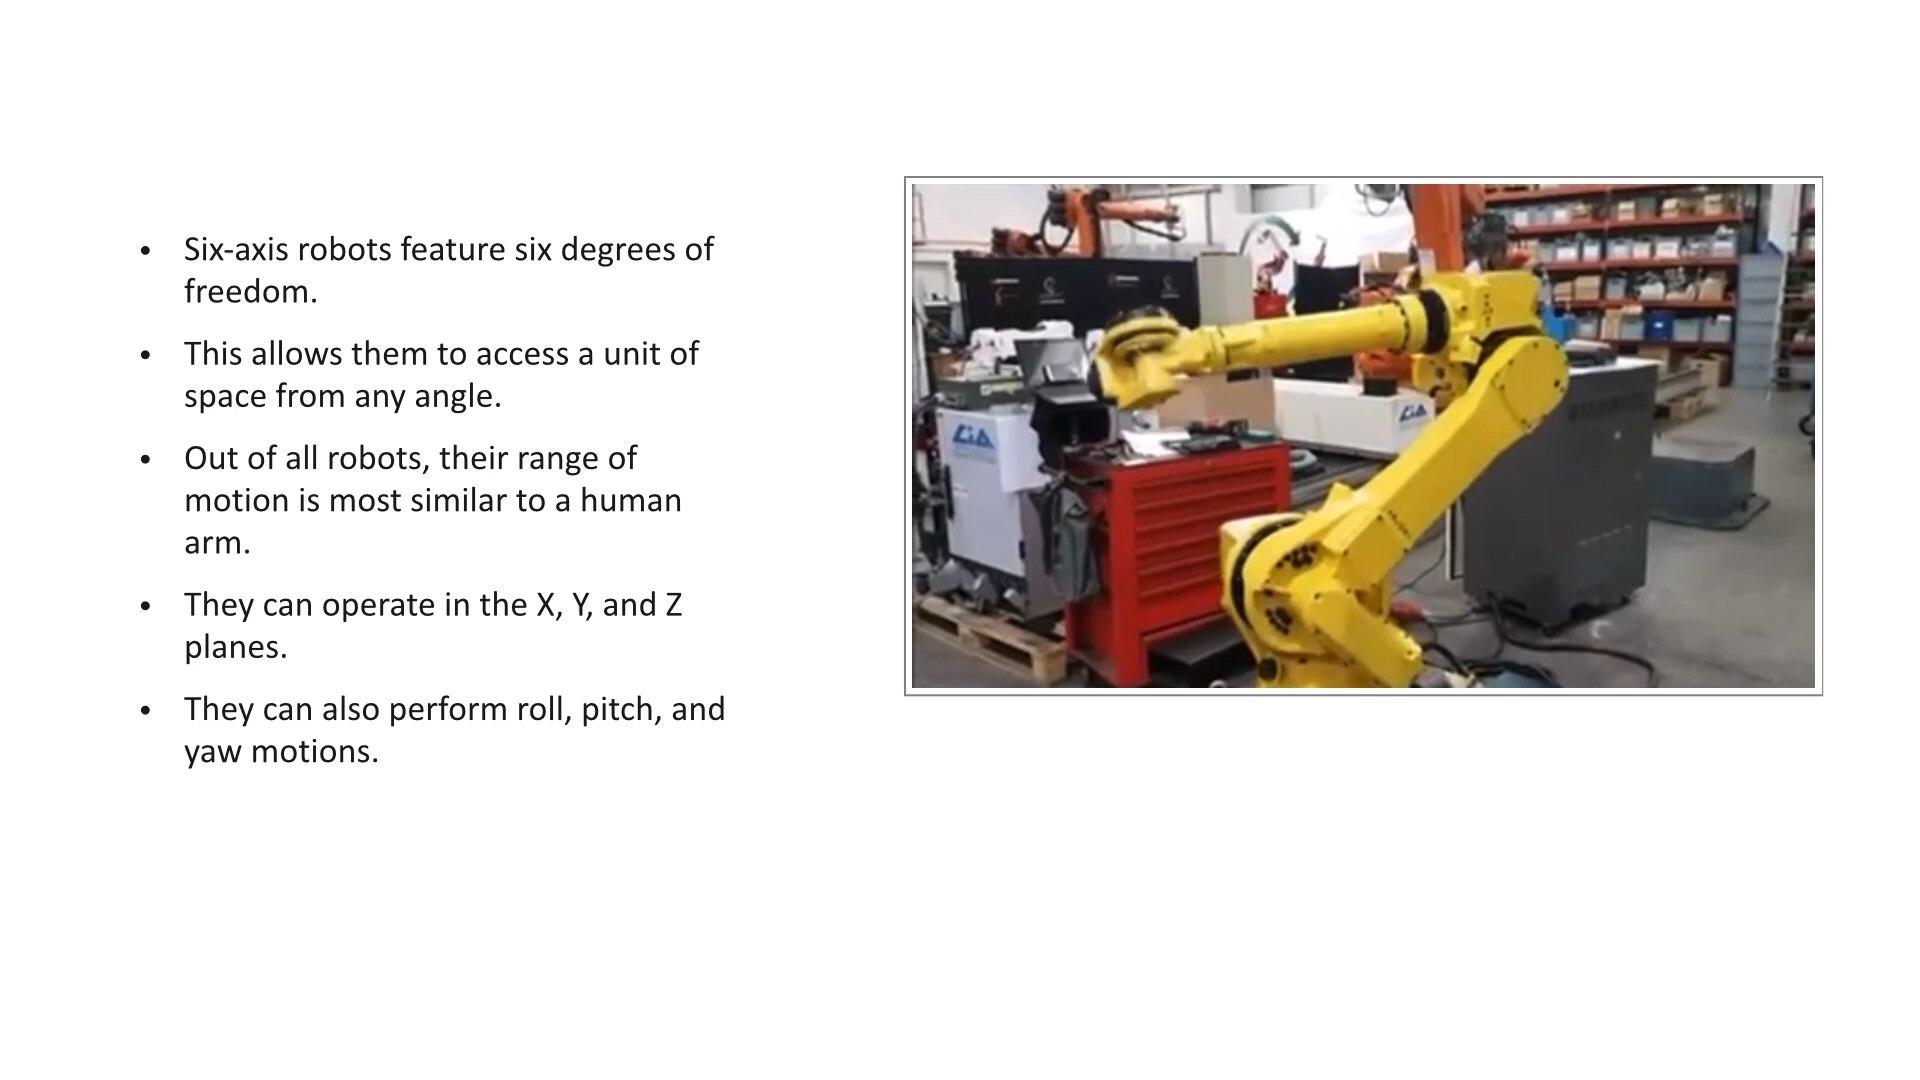 • Six-axis robots feature six degrees of
freedom.
• This allows them to access a unit of
space from any angle.
• Out of all robots, their range of
motion is most similar to a human
arm.
• They can operate in the X, Y, and Z
planes.
• They can also perform roll, pitch, and
yaw motions.